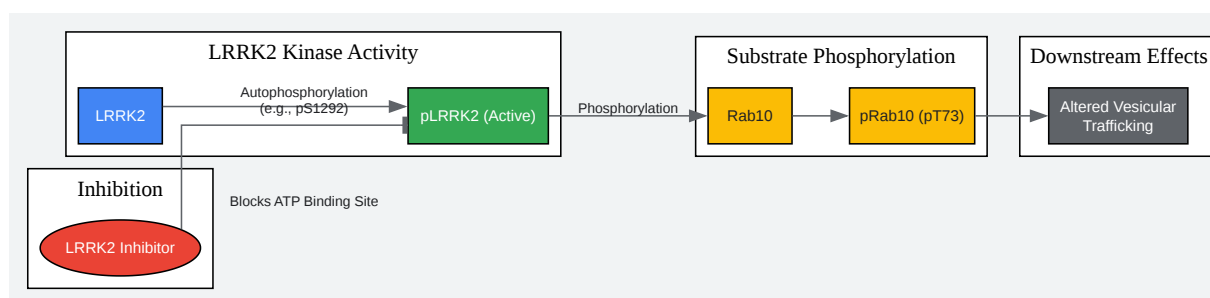 LRRK2 Kinase Activity
LRRK2
Autophosphorylation
(e.g., pS1292)
pLRRK2 (Active)
Phosphorylation
Substrate Phosphorylation
Rab10
pRab10 (pT73)
Downstream Effects
Altered Vesicular
Trafficking
Inhibition
LRRK2 Inhibitor
Blocks ATP Binding Site